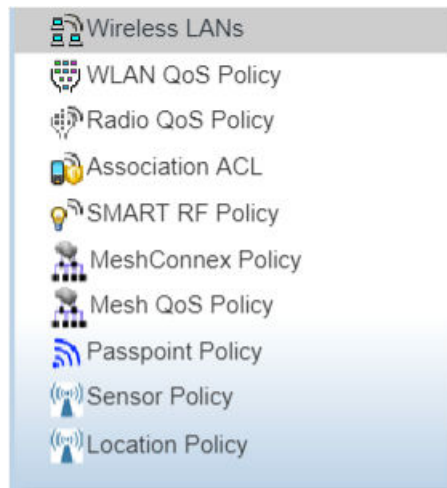 Wireless LANs
WLAN QoS Policy
Radio QoS Policy
Association ACL
SMART RF Policy
MeshConnex Policy
Mesh QoS Policy
Passpoint Policy
Sensor Policy
Location Policy